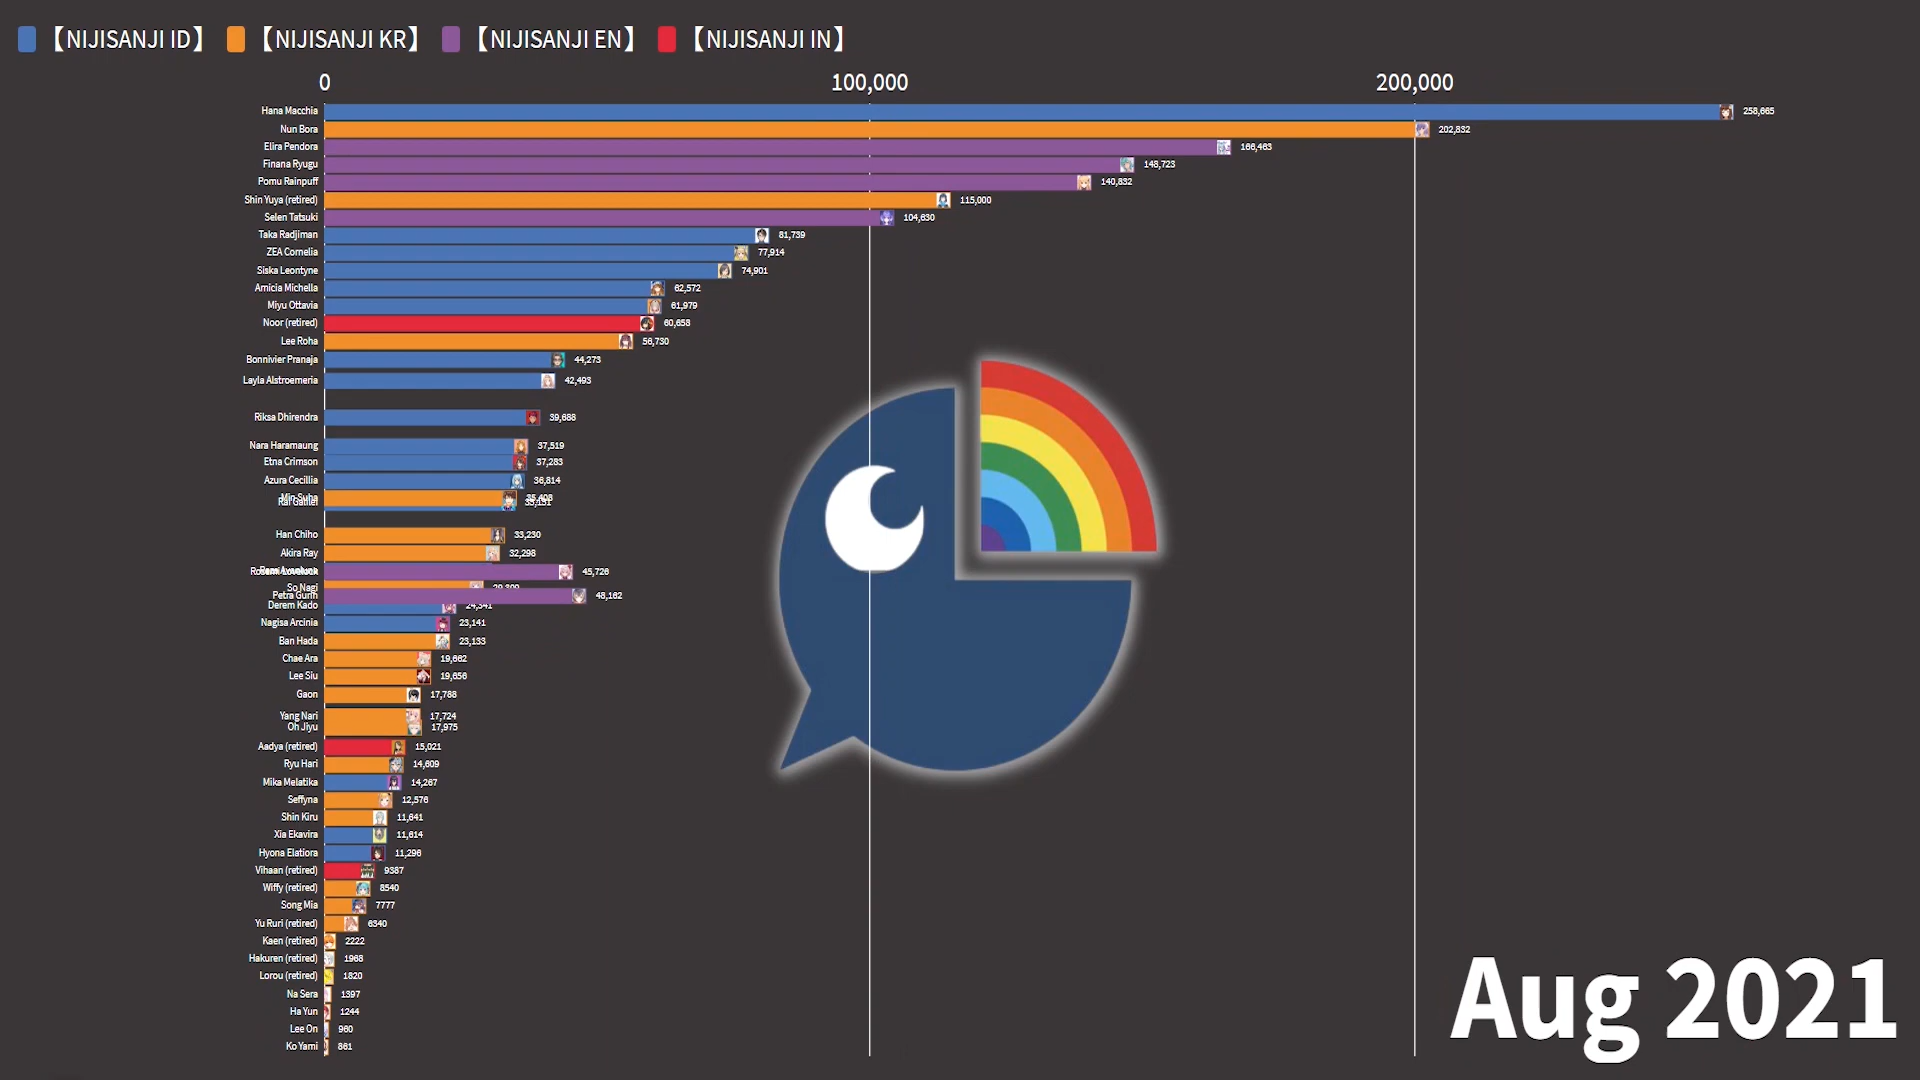 【NIJISANJI ID】 【NIJISANJI KR】 【NIJISANJI EN】 【NIJISANJI IN】
0 100,000 200,000
Hana Macchia 258,665
Nun Bora 202,832
Elira Pendora 166,463
Finana Ryugu 148,723
Pomu Rainpuff 140,832
Shin Yuya (retired) 115,000
Selen Tatsuki 104,630
Taka Radjiman 81,739
ZEA Cornelia 77,914
Siska Leontyne 74,901
Amicia Michella 62,572
Miyu Ottavia 61,979
Noor (retired) 60,658
Lee Roha 56,730
Bonnivier Pranaja 44,273
Layla Alstroemeria 42,493
Riksa Dhirendra 39,688
Nara Haramaung 37,519
Etna Crimson 37,283
Azura Cecillia 36,814
Min Suha
Han Chiho 33,230
Akira Ray 32,298
45,726
So Nagi
Petra Gurin 48,162
Derem Kado 24,341
Nagisa Arcinia 23,141
Ban Hada 23,133
Chae Ara 19,662
Lee Siu 19,656
Gaon 17,788
Yang Nari 17,724
Oh Jiyu 17,975
Aadya (retired) 15,021
Ryu Hari 14,609
Mika Melatika 14,267
Seffyna 12,576
Shin Kiru 11,641
Xia Ekavira 11,614
Hyona Elatiora 11,296
Vihaan (retired) 9387
Wiffy (retired) 8540
Song Mia 7777
Yu Ruri (retired) 6340
Kaen (retired) 2222
Hakuren (retired) 1968
Lorou (retired) 1820
Na Sera 1397
Ha Yun 1244
Lee On 960
Ko Yami 861
Aug 2021